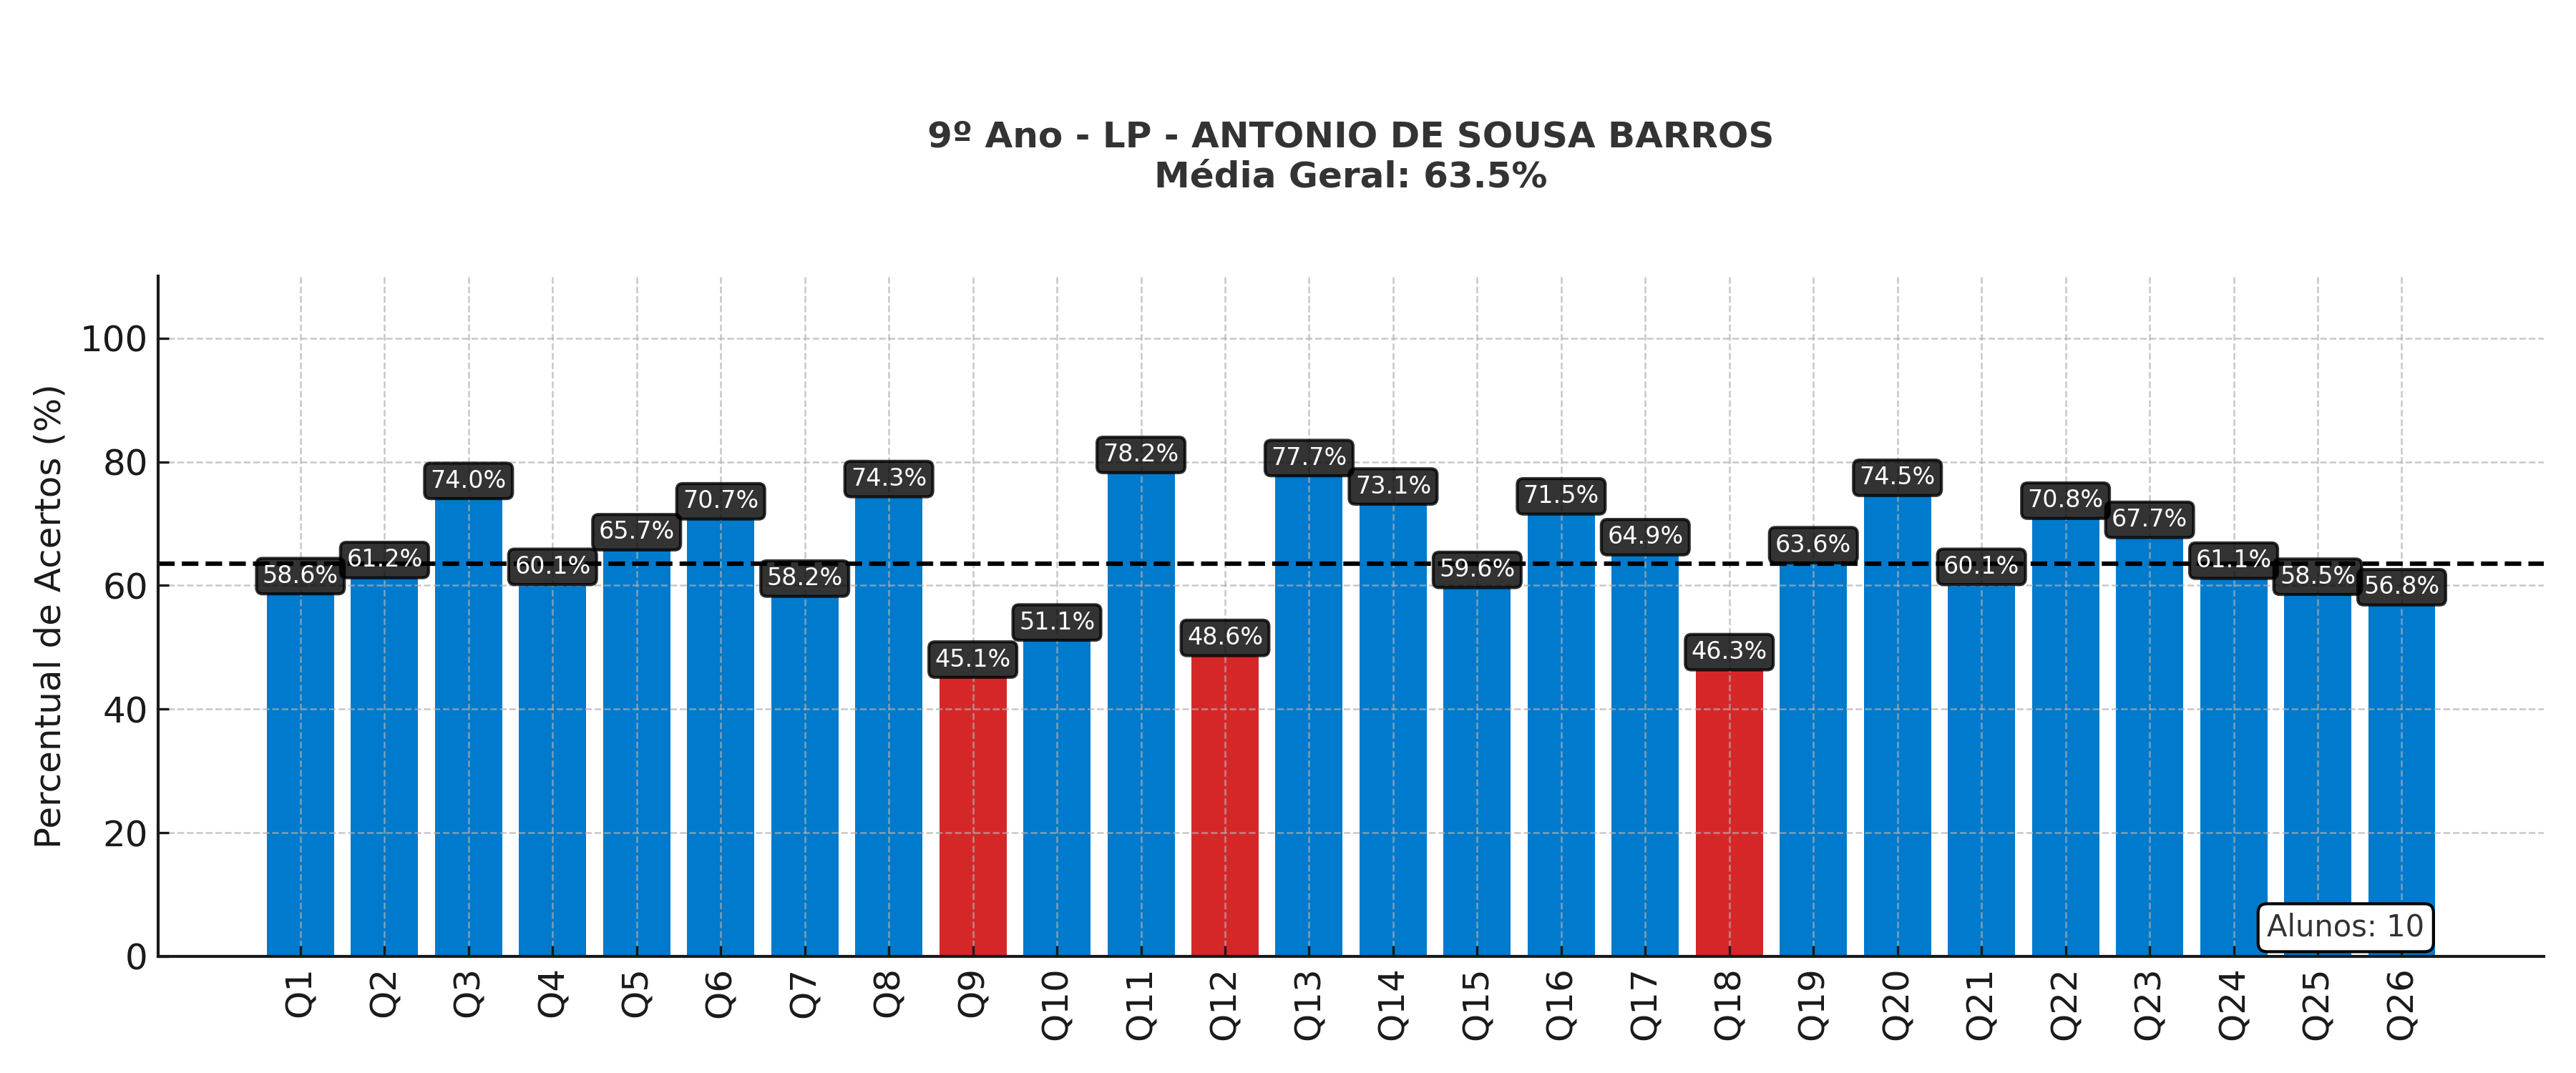 9º Ano - LP - ANTONIO DE SOUSA BARROS
Média Geral: 63.5%
Percentual de Acertos (%)
100
80
60
40
20
0
58.6%
61.2%
74.0%
60.1%
65.7%
70.7%
58.2%
74.3%
45.1%
51.1%
78.2%
48.6%
77.7%
73.1%
59.6%
71.5%
64.9%
46.3%
63.6%
74.5%
60.1%
70.8%
67.7%
61.1%
58.5%
56.8%
Alunos: 10
Q1
Q2
Q3
Q4
Q5
Q6
Q7
Q8
Q9
Q10
Q11
Q12
Q13
Q14
Q15
Q16
Q17
Q18
Q19
Q20
Q21
Q22
Q23
Q24
Q25
Q26